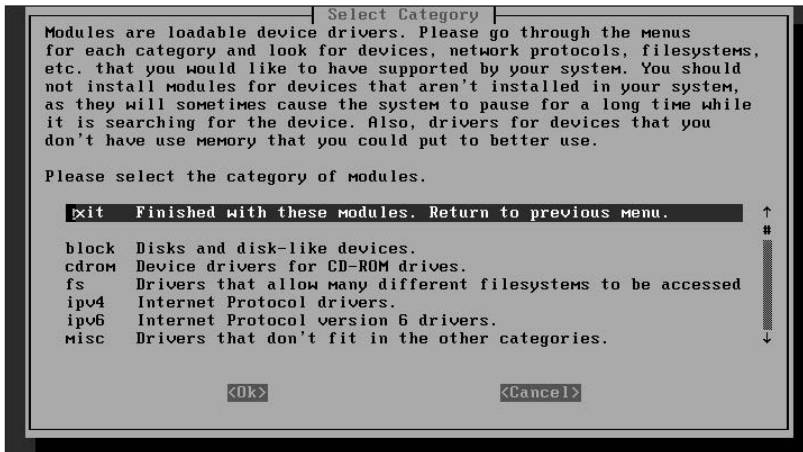 Select Category
Modules are loadable device drivers. Please go through the menus
for each category and look for devices, network protocols, filesystems,
etc. that you would like to have supported by your system. You should
not install modules for devices that aren't installed in your system,
as they will sometimes cause the system to pause for a long time while
it is searching for the device. Also, drivers for devices that you
don't have use memory that you could put to better use.
Please select the category of modules.
exit Finished with these modules. Return to previous menu.
block Disks and disk-like devices.
cdrom Device drivers for CD-ROM drives.
fs Drivers that allow many different filesystems to be accessed
ipv4 Internet Protocol drivers.
ipv6 Internet Protocol version 6 drivers.
misc Drivers that don't fit in the other categories.
<Ok> <Cancel>